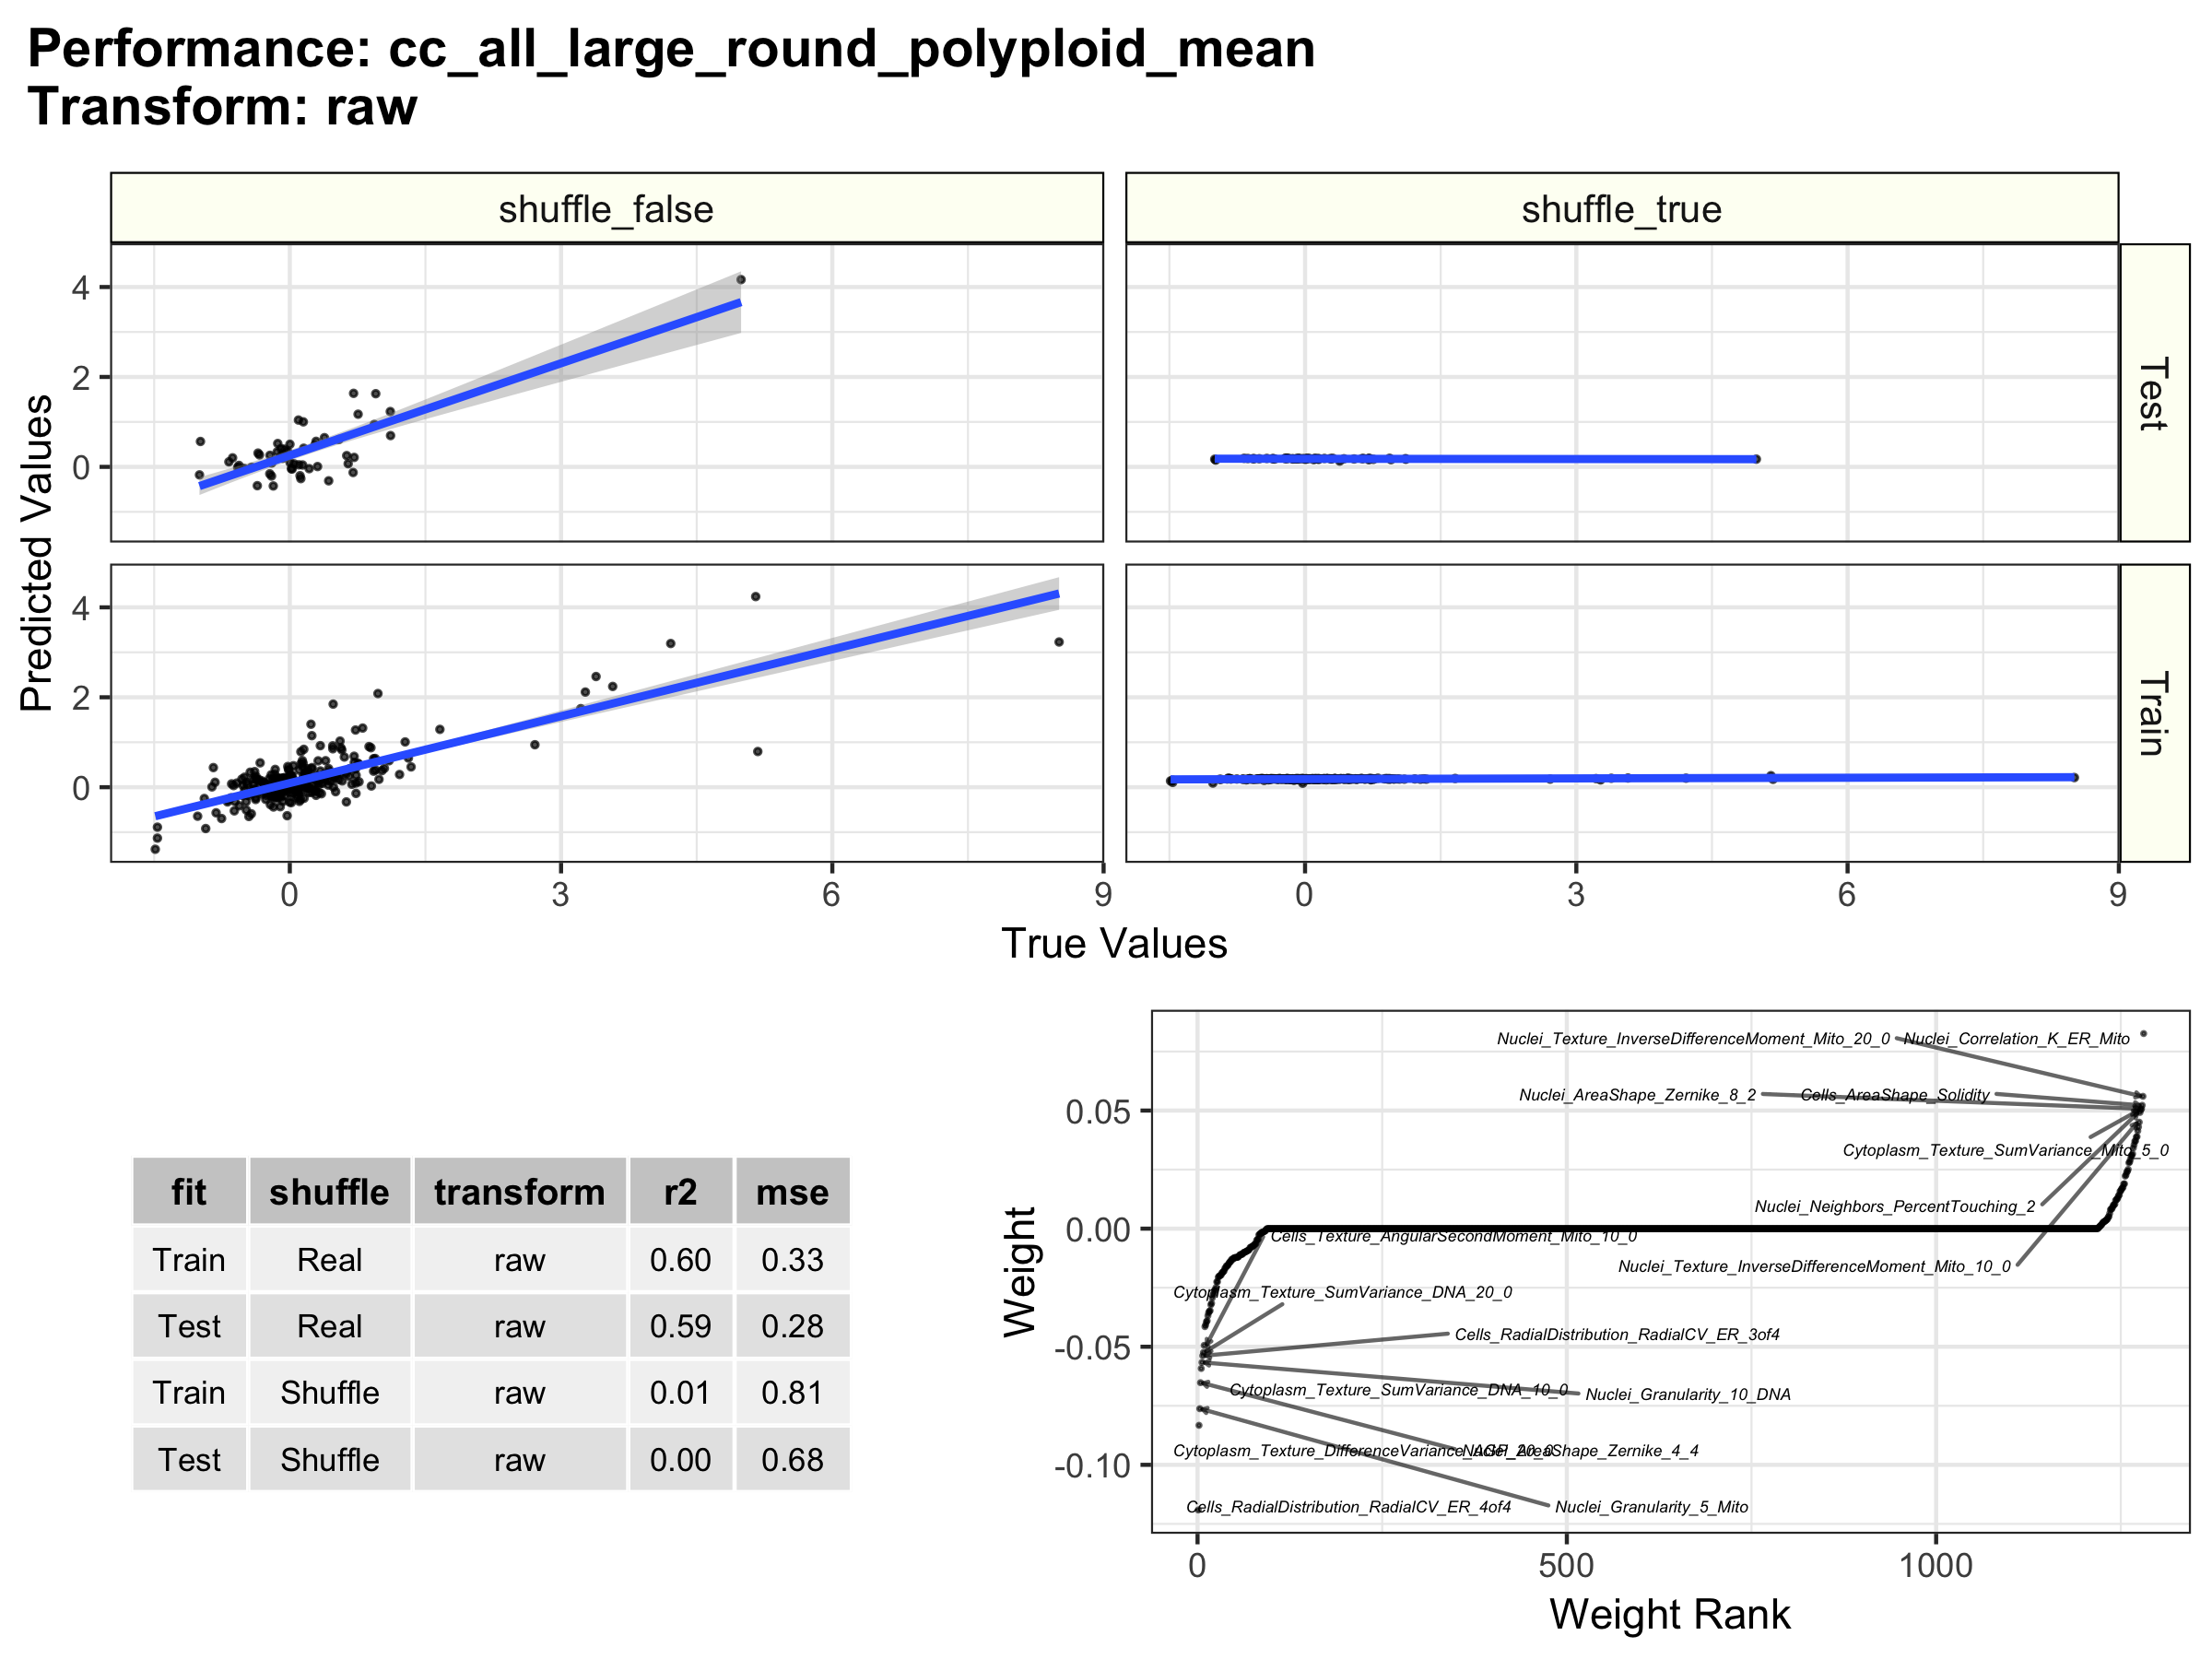 Performance: cc_all_large_round_polyploid_mean
Transform: raw
shuffle_false
shuffle_true
4
2
0
Test
4
2
0
Train
Predicted Values
0
3
6
9
0
3
6
9
True Values
fit shuffle transform r2 mse
Train Real raw 0.60 0.33
Test Real raw 0.59 0.28
Train Shuffle raw 0.01 0.81
Test Shuffle raw 0.00 0.68
Weight
0.05
0.00
-0.05
-0.10
Nuclei_Texture_InverseDifferenceMoment_Mito_20_0
Nuclei_Correlation_K_ER_Mito
Nuclei_AreaShape_Zernike_8_2
Cells_AreaShape_Solidity
Cytoplasm_Texture_SumVariance_Mito_5_0
Nuclei_Neighbors_PercentTouching_2
Cells_Texture_AngularSecondMoment_Mito_10_0
Nuclei_Texture_InverseDifferenceMoment_Mito_10_0
Cytoplasm_Texture_SumVariance_DNA_20_0
Cells_RadialDistribution_RadialCV_ER_3of4
Cytoplasm_Texture_SumVariance_DNA_10_0
Nuclei_Granularity_10_DNA
Cytoplasm_Texture_DifferenceVariance_AGP_20_0
Nuclei_AreaShape_Zernike_4_4
Cells_RadialDistribution_RadialCV_ER_4of4
Nuclei_Granularity_5_Mito
0
500
1000
Weight Rank